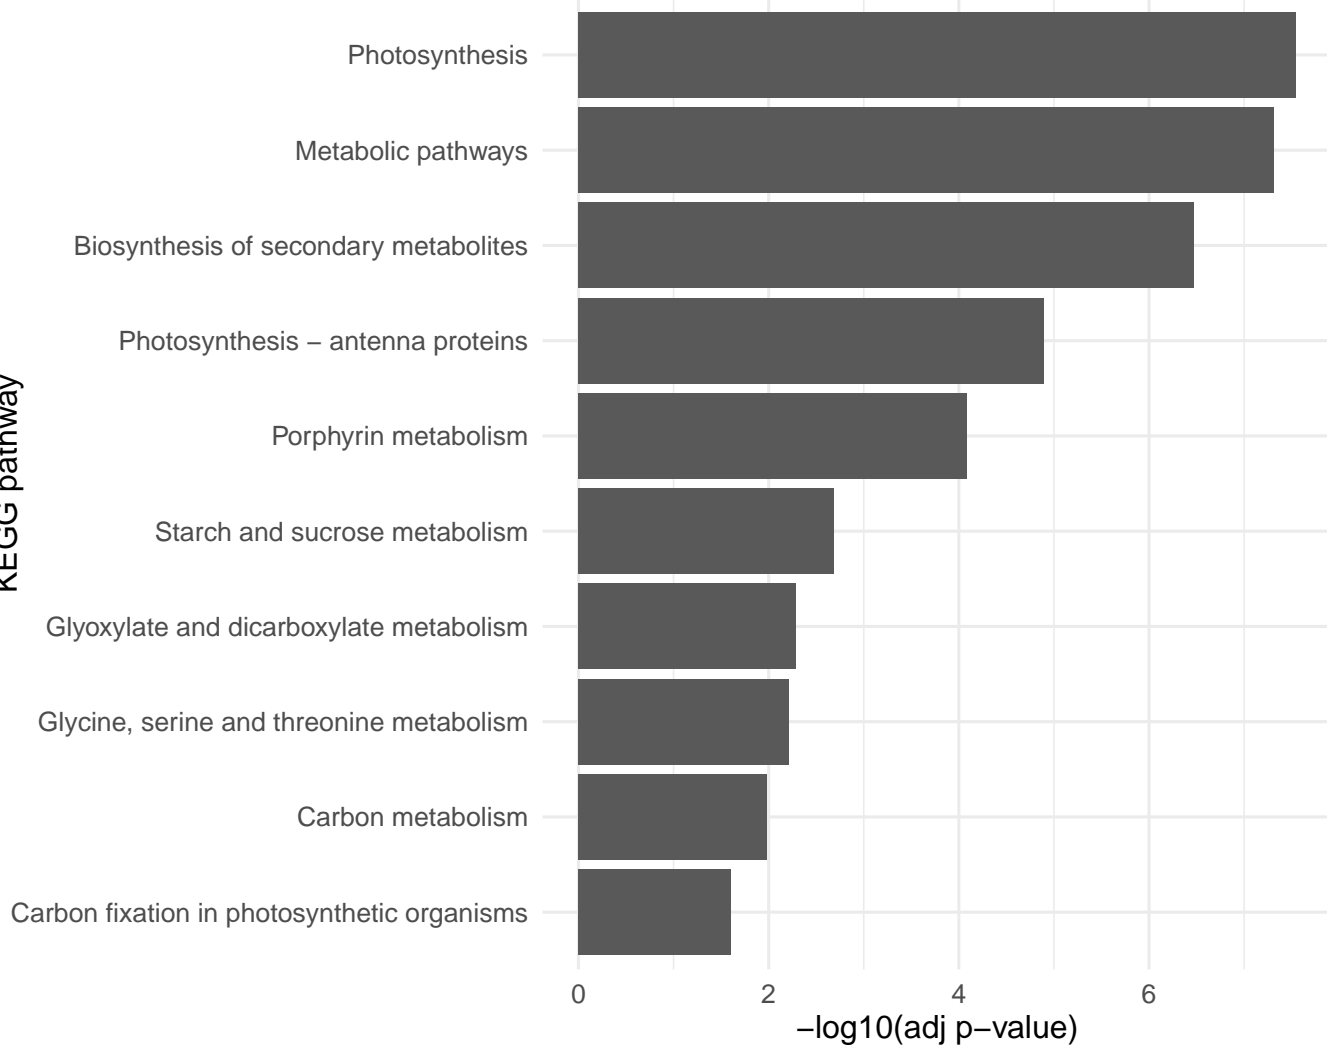 Photosynthesis
Metabolic pathways
Biosynthesis of secondary metabolites
Photosynthesis − antenna proteins
Porphyrin metabolism
Starch and sucrose metabolism
Glyoxylate and dicarboxylate metabolism
Glycine, serine and threonine metabolism
Carbon metabolism
Carbon fixation in photosynthetic organisms
KEGG pathway
0 2 4 6
−log10(adj p−value)